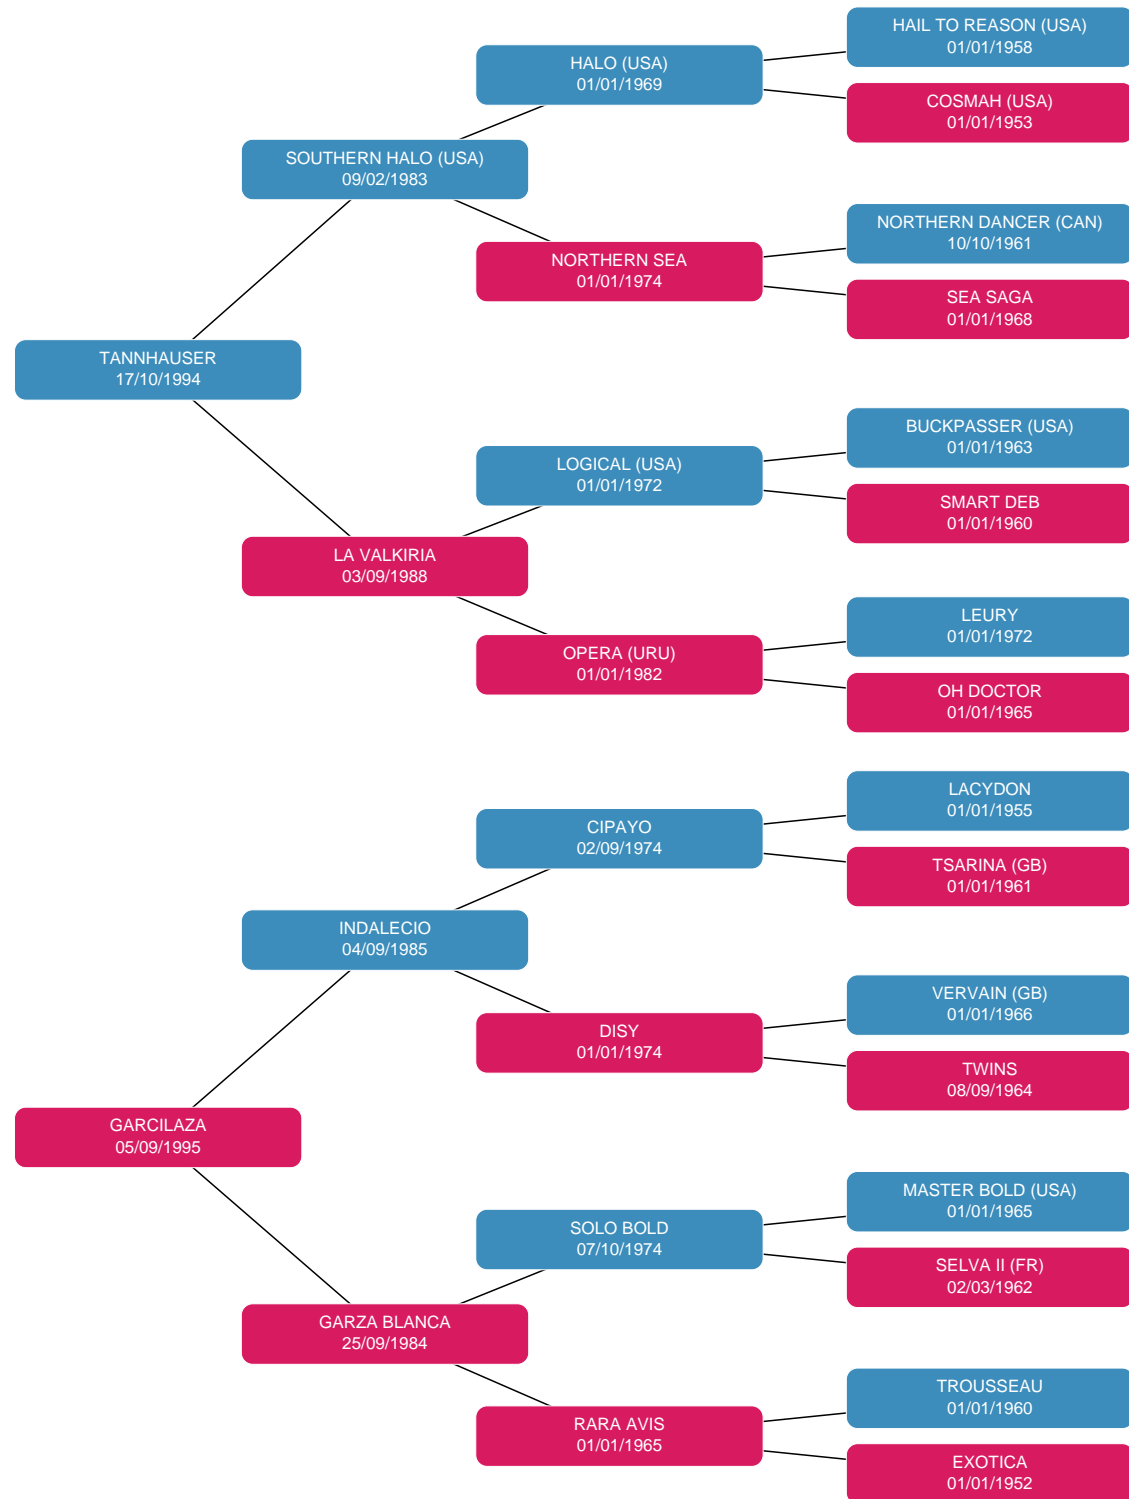 HAIL TO REASON (USA)
01/01/1958
HALO (USA)
01/01/1969
COSMAH (USA)
01/01/1953
SOUTHERN HALO (USA)
09/02/1983
NORTHERN DANCER (CAN)
10/10/1961
NORTHERN SEA
01/01/1974
SEA SAGA
01/01/1968
TANNHAUSER
17/10/1994
BUCKPASSER (USA)
01/01/1963
LOGICAL (USA)
01/01/1972
SMART DEB
01/01/1960
LA VALKIRIA
03/09/1988
LEURY
01/01/1972
OPERA (URU)
01/01/1982
OH DOCTOR
01/01/1965
LACYDON
01/01/1955
CIPAYO
02/09/1974
TSARINA (GB)
01/01/1961
INDALECIO
04/09/1985
VERVAIN (GB)
01/01/1966
DISY
01/01/1974
TWINS
08/09/1964
GARCILAZA
05/09/1995
MASTER BOLD (USA)
01/01/1965
SOLO BOLD
07/10/1974
SELVA II (FR)
02/03/1962
GARZA BLANCA
25/09/1984
TROUSSEAU
01/01/1960
RARA AVIS
01/01/1965
EXOTICA
01/01/1952